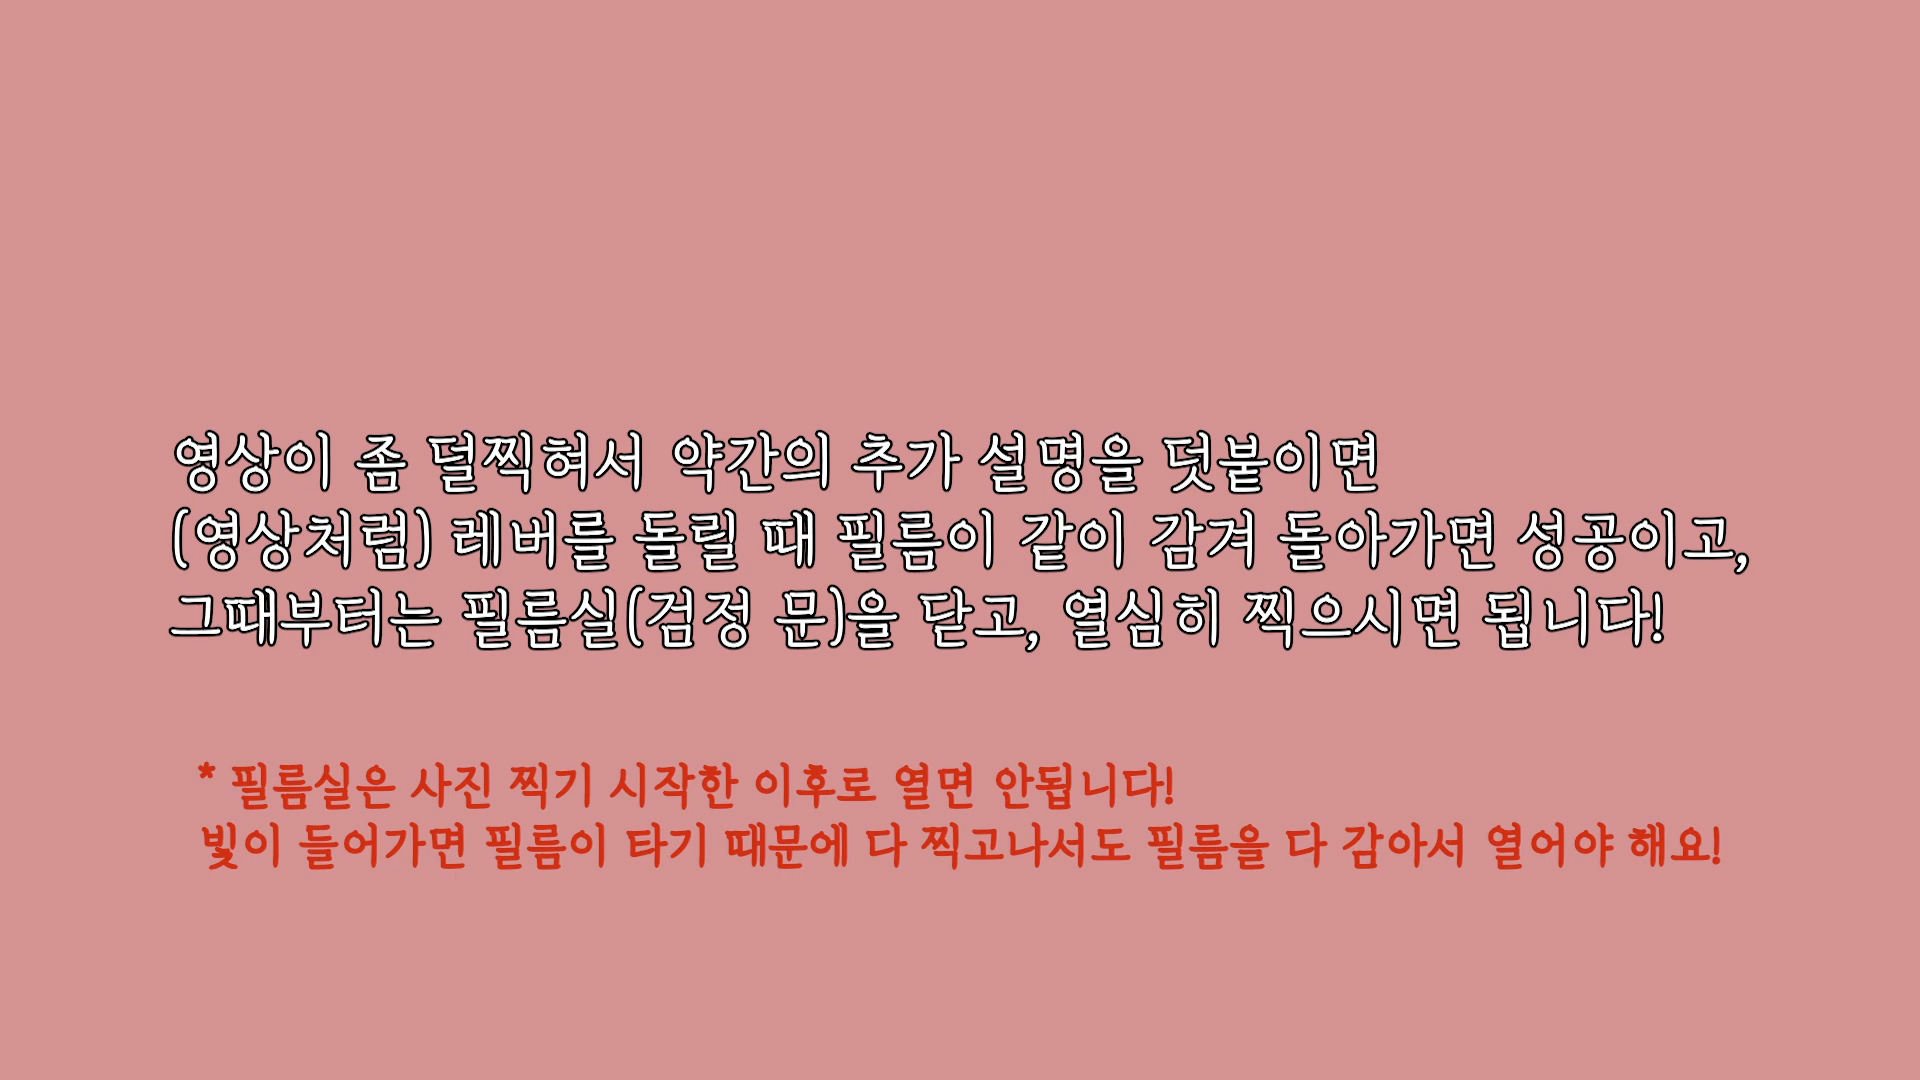 영상이 좀 덜찍혀서 약간의 추가 설명을 덧붙이면
(영상처럼) 레버를 돌릴 때 필름이 같이 감겨 돌아가면 성공이고,
그때부터는 필름실(검정 문)을 닫고, 열심히 찍으시면 됩니다!
* 필름실은 사진 찍기 시작한 이후로 열면 안됩니다!
빛이 들어가면 필름이 타기 때문에 다 찍고나서도 필름을 다 감아서 열어야 해요!